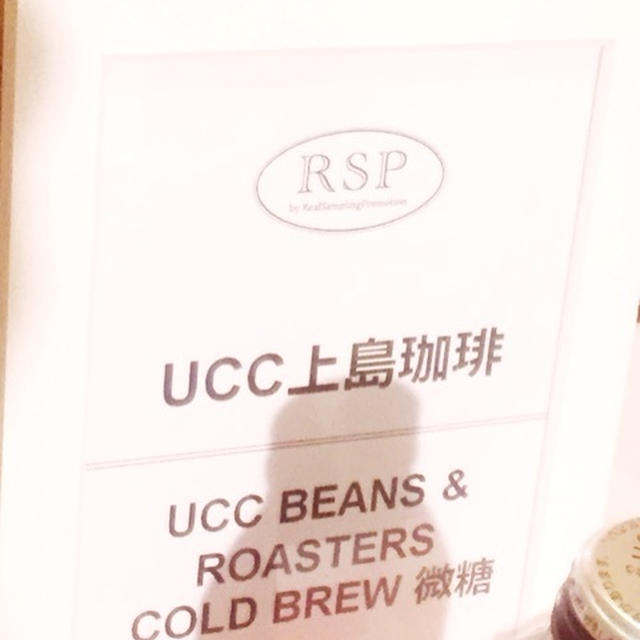 RSP
by RealSamplingPromotion
UCC上島珈琲
UCC BEANS &
ROASTERS
COLD BREW 微糖